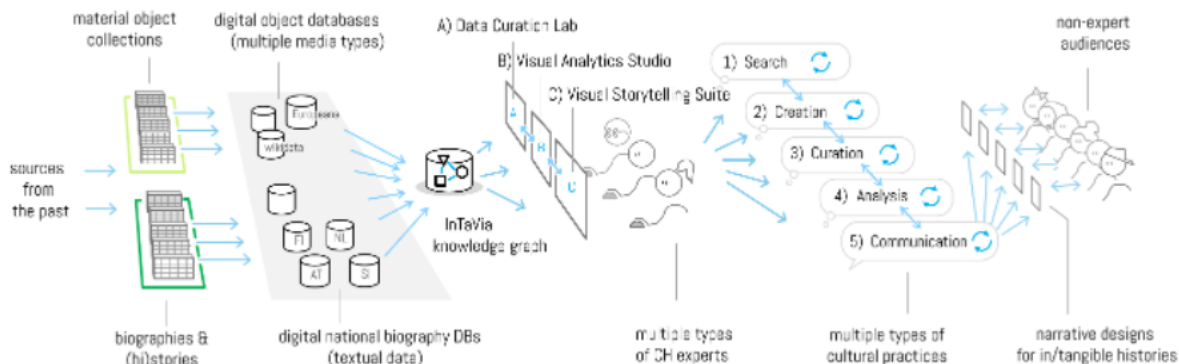 material object
collections
digital object databases
(multiple media types)
A) Data Curation Lab
B) Visual Analytics Studio
C) Visual Storytelling Suite
non-expert
audiences
1) Search
2) Creation
3) Curation
4) Analysis
5) Communication
Europeana
wikidata
A
B
C
sources
from
the past
FI
NL
AT
SI
InTaVia
knowledge graph
biographies &
(hi)stories
digital national biography DBs
(textual data)
multiple types
of CH experts
multiple types of
cultural practices
narrative designs
for in/tangible histories